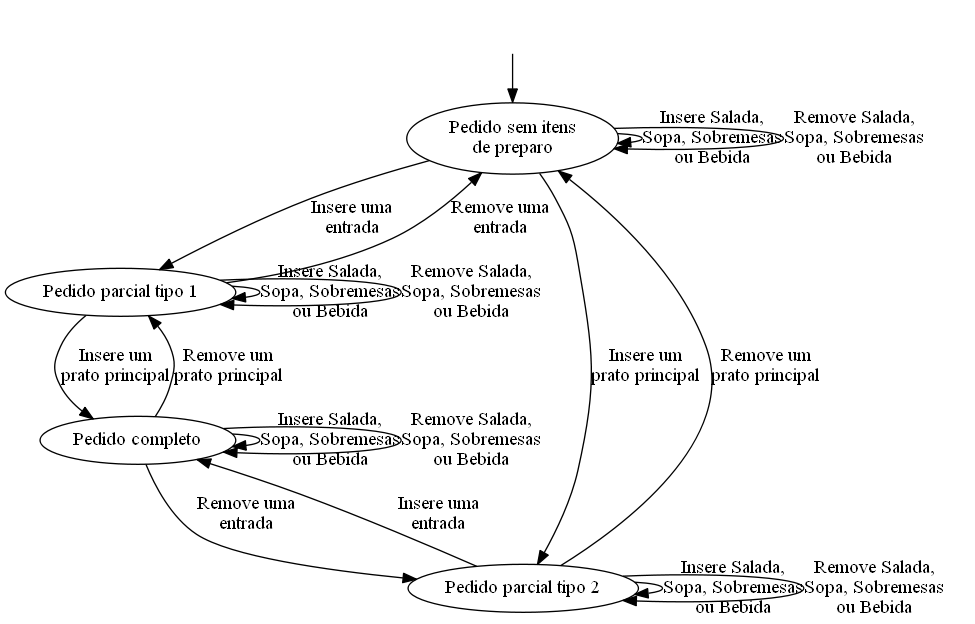 Pedido sem itens
de preparo
Insere Salada,
Sopa, Sobremesas
ou Bebida
Remove Salada,
Sopa, Sobremesas
ou Bebida
Insere uma
entrada
Remove uma
entrada
Pedido parcial tipo 1
Insere Salada,
Sopa, Sobremesas
ou Bebida
Remove Salada,
Sopa, Sobremesas
ou Bebida
Insere um
prato principal
Remove um
prato principal
Insere um
prato principal
Remove um
prato principal
Pedido completo
Insere Salada,
Sopa, Sobremesas
ou Bebida
Remove Salada,
Sopa, Sobremesas
ou Bebida
Remove uma
entrada
Insere uma
entrada
Pedido parcial tipo 2
Insere Salada,
Sopa, Sobremesas
ou Bebida
Remove Salada,
Sopa, Sobremesas
ou Bebida